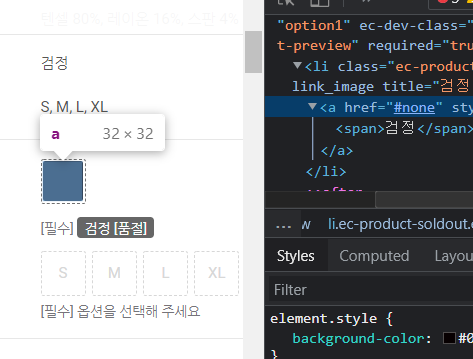 텐셀 80% 레이온 16% 스판 4%
검정
S, M, L, XL
a 32 × 32
[필수] 검정 [품절]
S M L XL
[필수] 옵션을 선택해 주세요
"option1" ec-dev-class="
t-preview" required="tru
▼<li class="ec-produc
link_image title="검정
▼<a href="#none" sty
<span>검정</span>
</a>
</li>
::after
… w li.ec-product-soldout.e
Styles Computed Layou
Filter
element.style {
background-color: #0
}